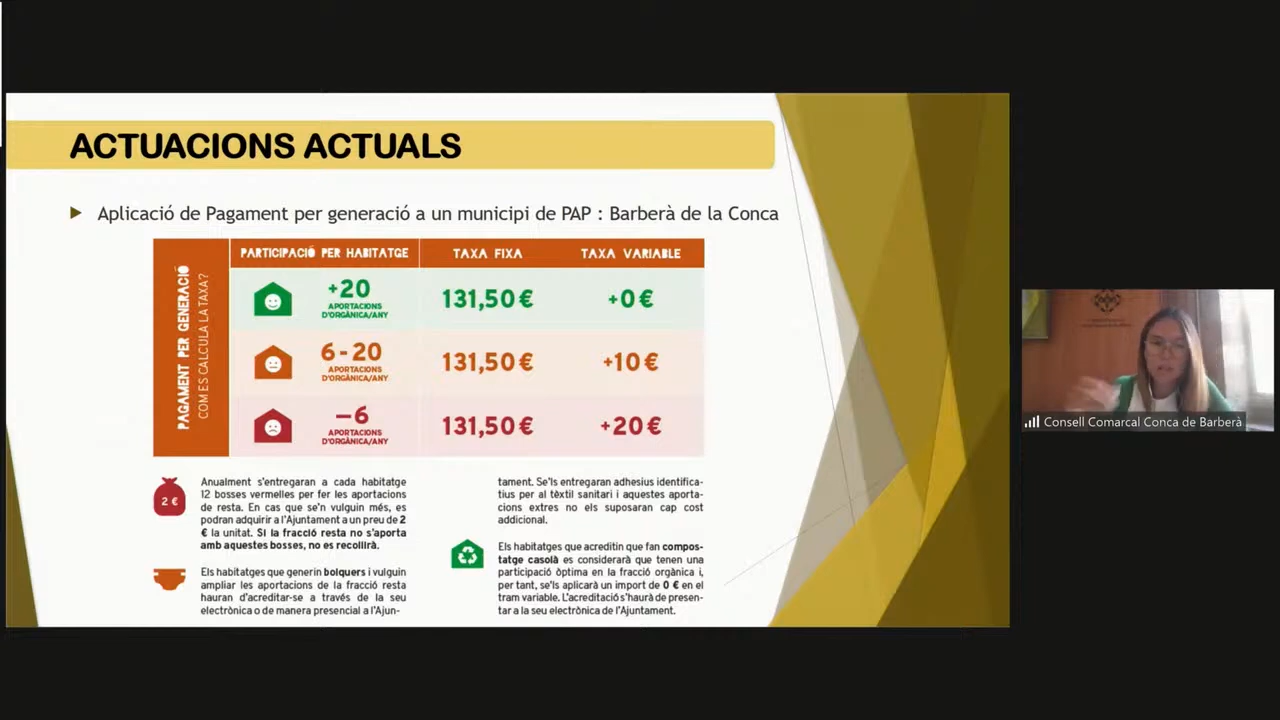 ACTUACIONS ACTUALS
Aplicació de Pagament per generació a un municipi de PAP : Barberà de la Conca
PAGAMENT PER GENERACIÓ
COM ES CALCULA LA TAXA?
PARTICIPACIÓ PER HABITATGE
TAXA FIXA
TAXA VARIABLE
+20
APORTACIONS
D'ORGÀNICA/ANY
131,50 €
+0 €
6-20
APORTACIONS
D'ORGÀNICA/ANY
131,50 €
+10 €
−6
APORTACIONS
D'ORGÀNICA/ANY
131,50 €
+20 €
2 €
Anualment s'entregaran a cada habitatge
12 bosses vermelles per fer les aportacions
de resta. En cas que se'n vulguin més, es
podran adquirir a l'Ajuntament a un preu de 2
€ la unitat. Si la fracció resta no s'aporta
amb aquestes bosses, no es recollirà.
Els habitatges que generin bolquers i vulguin
ampliar les aportacions de la fracció resta
hauran d'acreditar-se a través de la seu
electrònica o de manera presencial a l'Ajun-
tament. Se'ls entregaran adhesius identifica-
tius per al tèxtil sanitari i aquestes aporta-
cions extres no els suposaran cap cost
addicional.
Els habitatges que acreditin que fan compos-
tatge casolà es considerarà que tenen una
participació òptima en la fracció orgànica i,
per tant, se'ls aplicarà un import de 0 € en el
tram variable. L'acreditació s'haurà de presen-
tar a la seu electrònica de l'Ajuntament.
Consell Comarcal Conca de Barberà